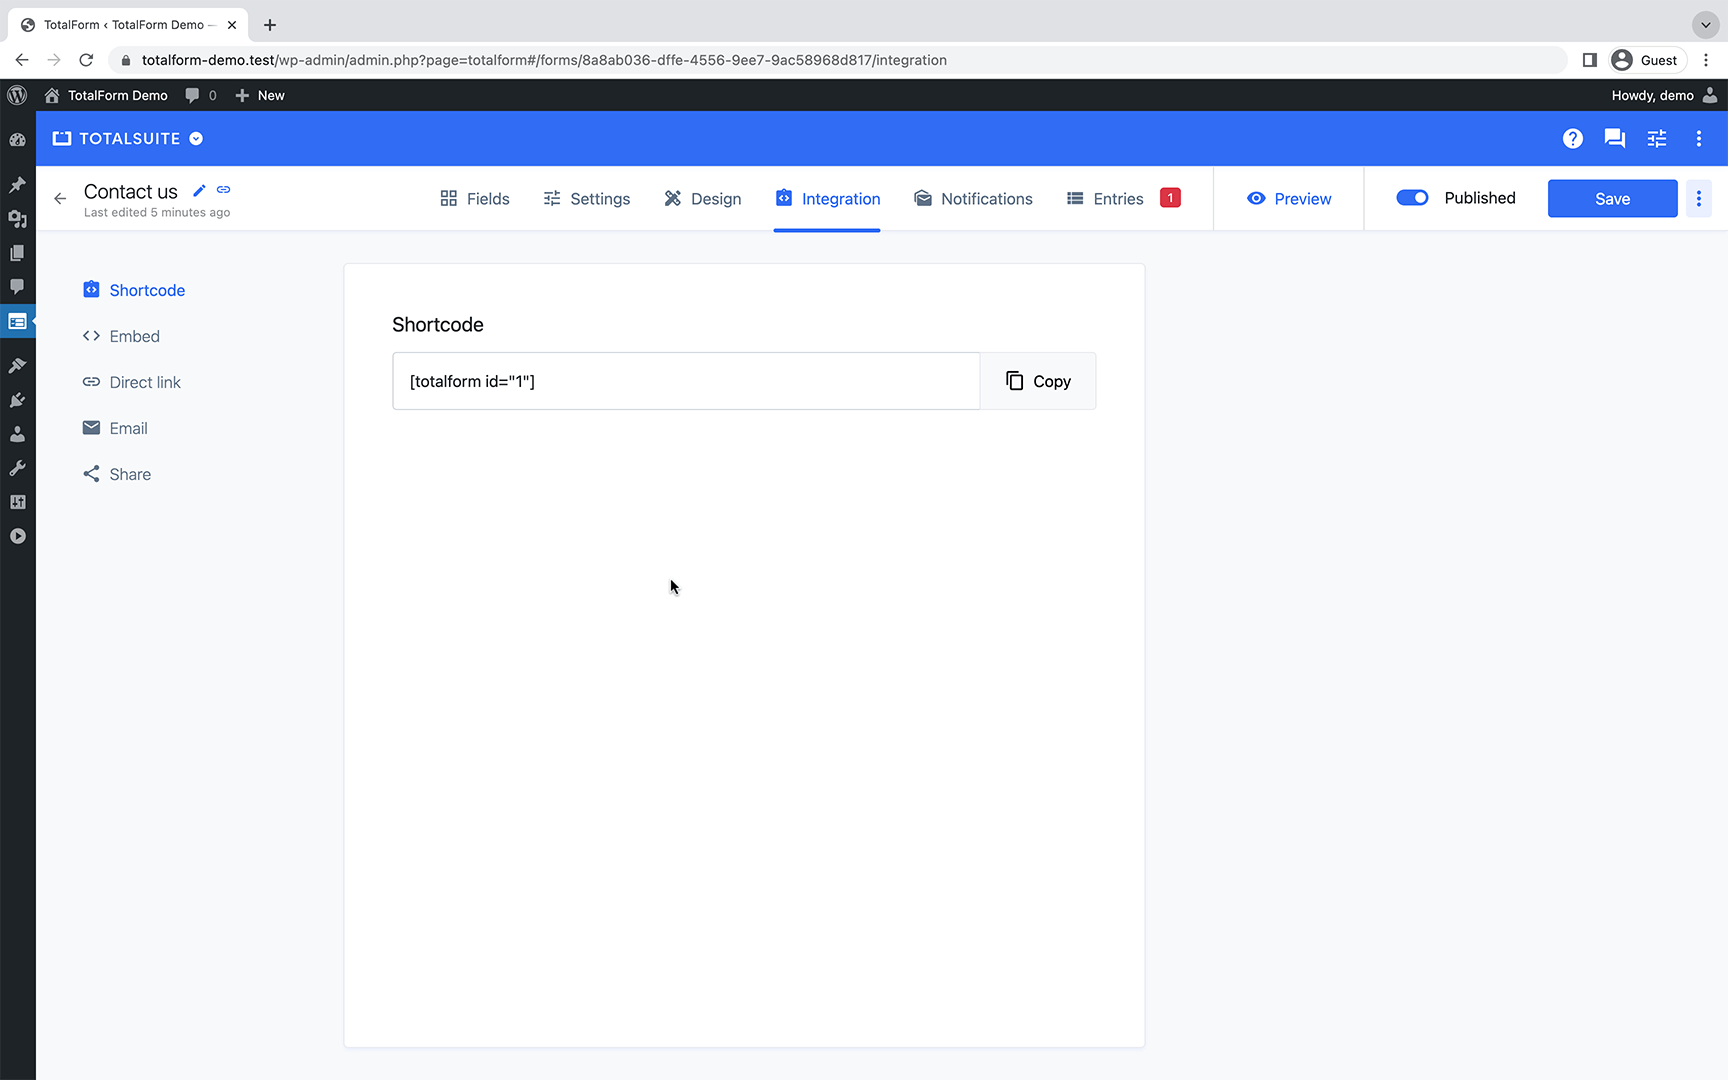 TotalForm ‹ TotalForm Demo —
totalform-demo.test/wp-admin/admin.php?page=totalform#/forms/8a8ab036-dffe-4556-9ee7-9ac58968d817/integration
Guest
TotalForm Demo
0
New
Howdy, demo
TOTALSUITE
Contact us
Last edited 5 minutes ago
Fields
Settings
Design
Integration
Notifications
Entries
1
Preview
Published
Save
Shortcode
Embed
Direct link
Email
Share
Shortcode
[totalform id="1"]
Copy